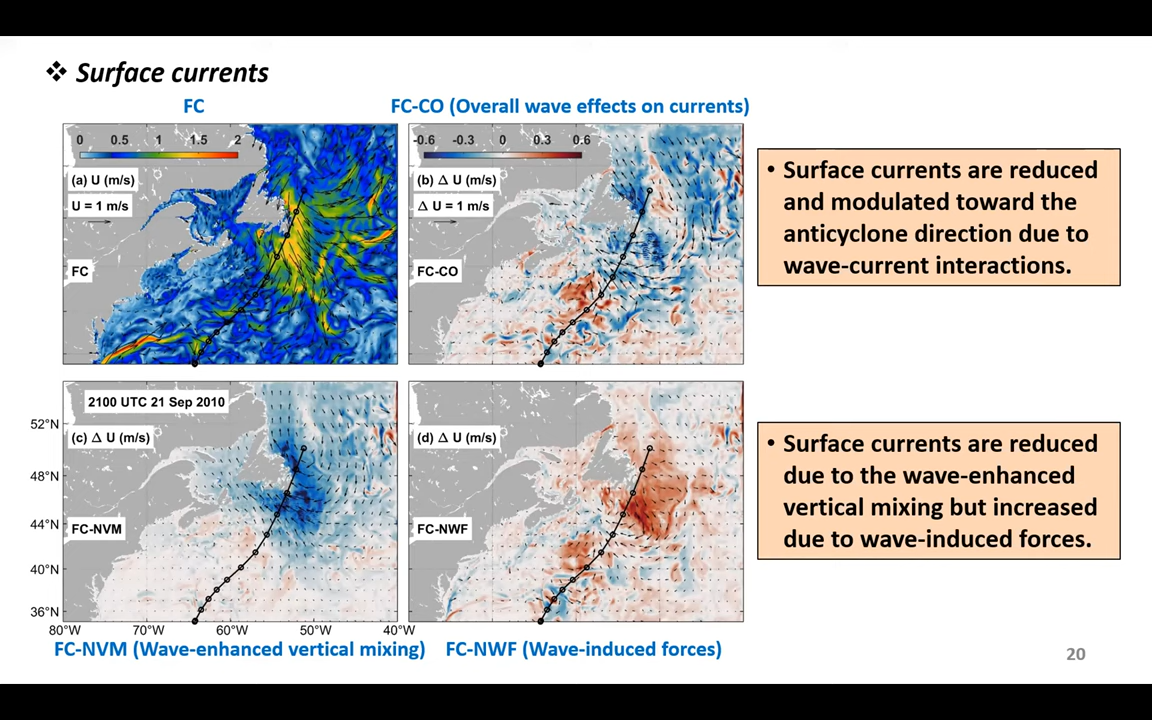 ❖ Surface currents
FC
FC-CO (Overall wave effects on currents)
0 0.5 1 1.5 2
(a) U (m/s)
U = 1 m/s
FC
-0.6 -0.3 0 0.3 0.6
(b) Δ U (m/s)
Δ U = 1 m/s
FC-CO
• Surface currents are reduced
and modulated toward the
anticyclone direction due to
wave-current interactions.
2100 UTC 21 Sep 2010
(c) Δ U (m/s)
FC-NVM
52°N
48°N
44°N
40°N
36°N
80°W 70°W 60°W 50°W 40°W
(d) Δ U (m/s)
FC-NWF
• Surface currents are reduced
due to the wave-enhanced
vertical mixing but increased
due to wave-induced forces.
FC-NVM (Wave-enhanced vertical mixing)
FC-NWF (Wave-induced forces)
20